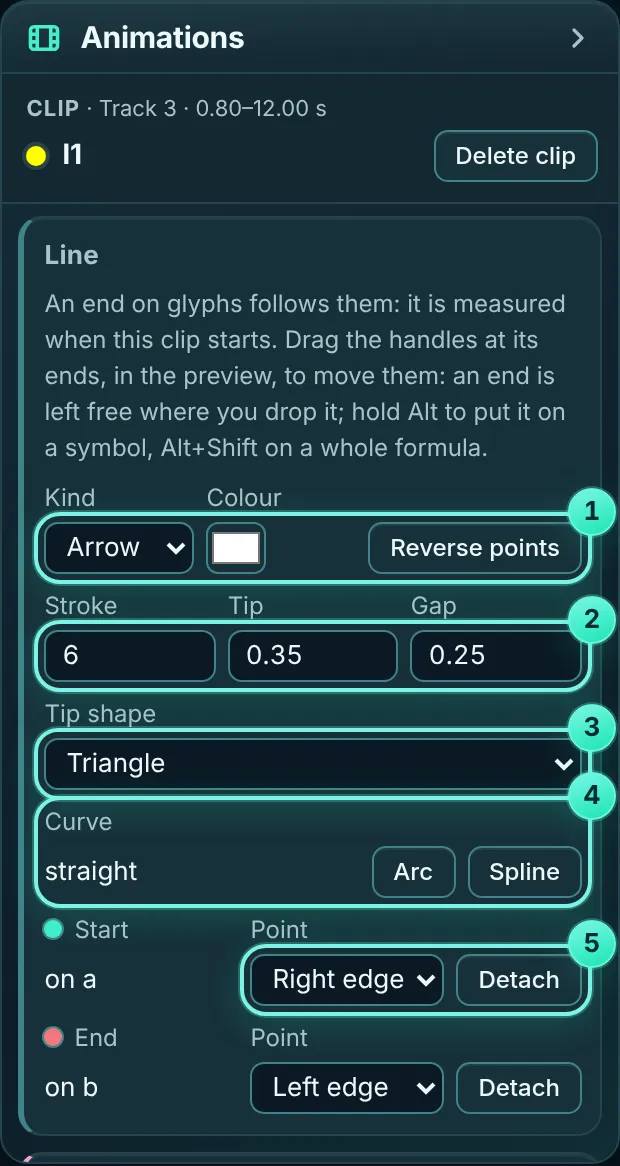 Animations
CLIP · Track 3 · 0.80–12.00 s
l1
Delete clip
Line
An end on glyphs follows them: it is measured
when this clip starts. Drag the handles at its
ends, in the preview, to move them: an end is
left free where you drop it; hold Alt to put it on
a symbol, Alt+Shift on a whole formula.
Kind Colour
1
Arrow Reverse points
Stroke Tip Gap
2
6 0.35 0.25
Tip shape
3
Triangle
4
Curve
straight Arc Spline
Start Point
5
on a Right edge Detach
End Point
on b Left edge Detach